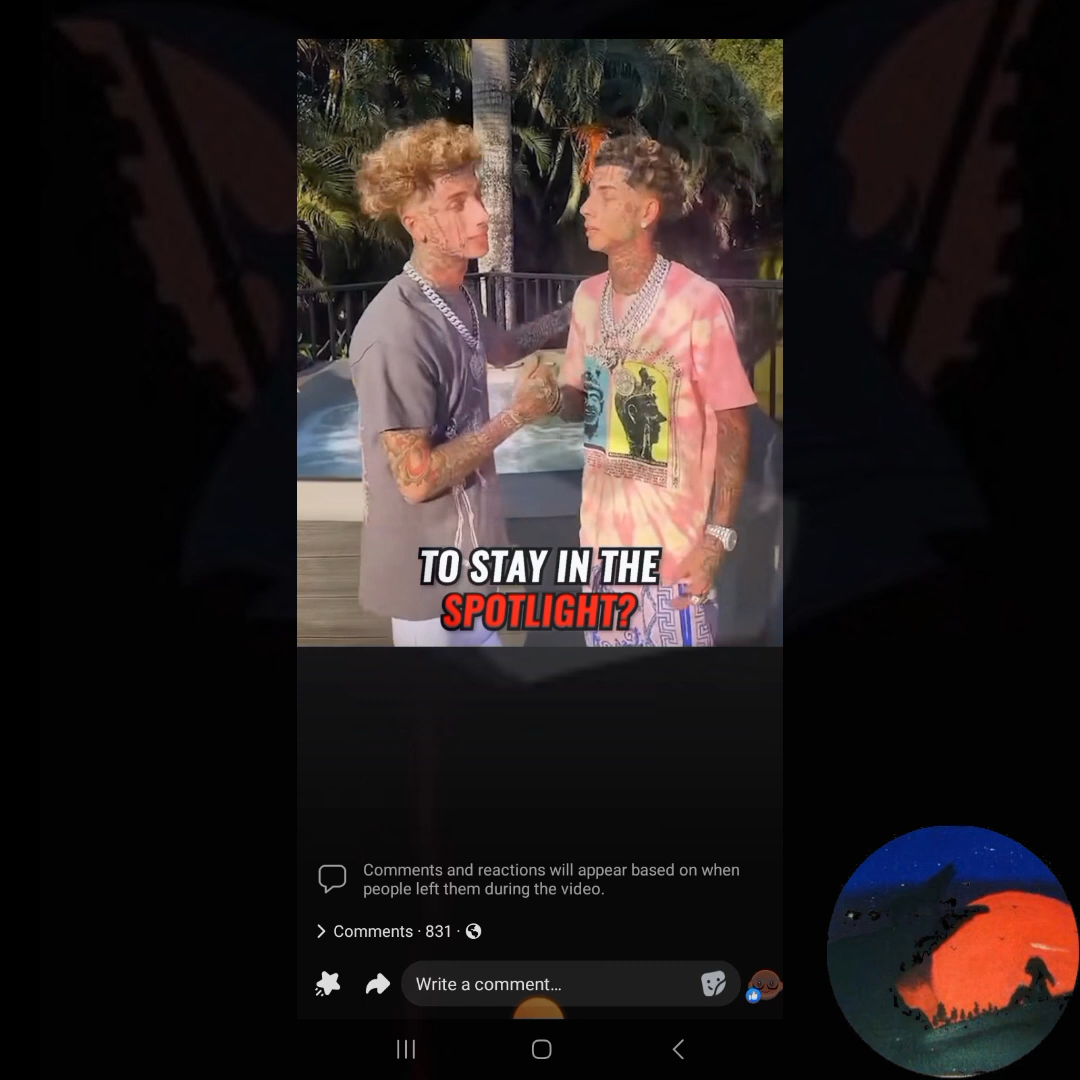 TO STAY IN THE
SPOTLIGHT?
Comments and reactions will appear based on when
people left them during the video.
Comments · 831 ·
Write a comment...